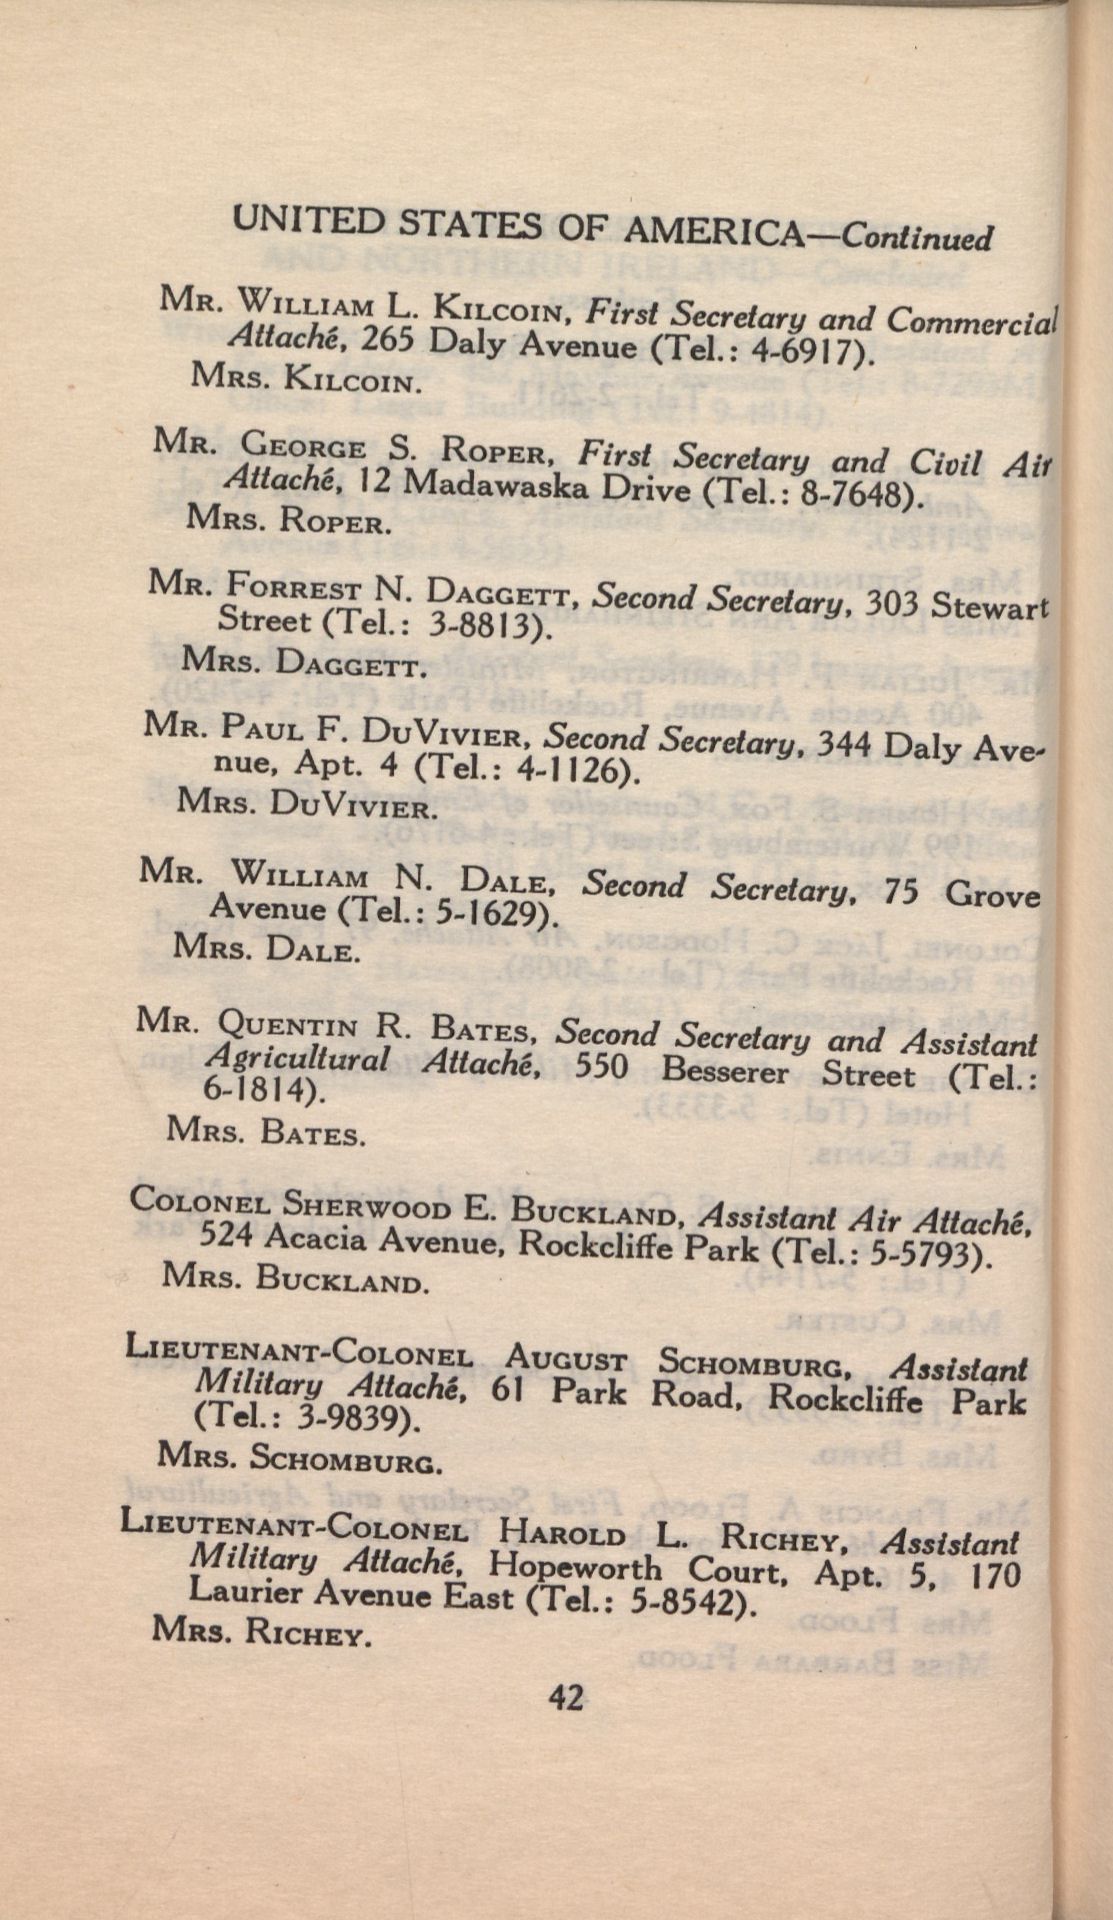 UNITED STATES OF AMERICA—Continued
MR. WILLIAM L. KILCOIN, First Secretary and Commercial
Attaché, 265 Daly Avenue (Tel.: 4-6917).
MRS. KILCOIN.
MR. GEORGE S. ROPER, First Secretary and Civil Air
Attaché, 12 Madawaska Drive (Tel.: 8-7648).
MRS. ROPER.
MR. FORREST N. DAGGETT, Second Secretary, 303 Stewart
Street (Tel.: 3-8813).
MRS. DAGGETT.
MR. PAUL F. DUVIVIER, Second Secretary, 344 Daly Ave-
nue, Apt. 4 (Tel.: 4-1126).
MRS. DUVIVIER.
MR. WILLIAM N. DALE, Second Secretary, 75 Grove
Avenue (Tel.: 5-1629).
MRS. DALE.
MR. QUENTIN R. BATES, Second Secretary and Assistant
Agricultural Attaché, 550 Besserer Street (Tel.:
6-1814).
MRS. BATES.
COLONEL SHERWOOD E. BUCKLAND, Assistant Air Attaché,
524 Acacia Avenue, Rockcliffe Park (Tel.: 5-5793).
MRS. BUCKLAND.
LIEUTENANT-COLONEL AUGUST SCHOMBURG, Assistant
Military Attaché, 61 Park Road, Rockcliffe Park
(Tel.: 3-9839).
MRS. SCHOMBURG.
LIEUTENANT-COLONEL HAROLD L. RICHEY, Assistant
Military Attaché, Hopeworth Court, Apt. 5, 170
Laurier Avenue East (Tel.: 5-8542).
MRS. RICHEY.
42